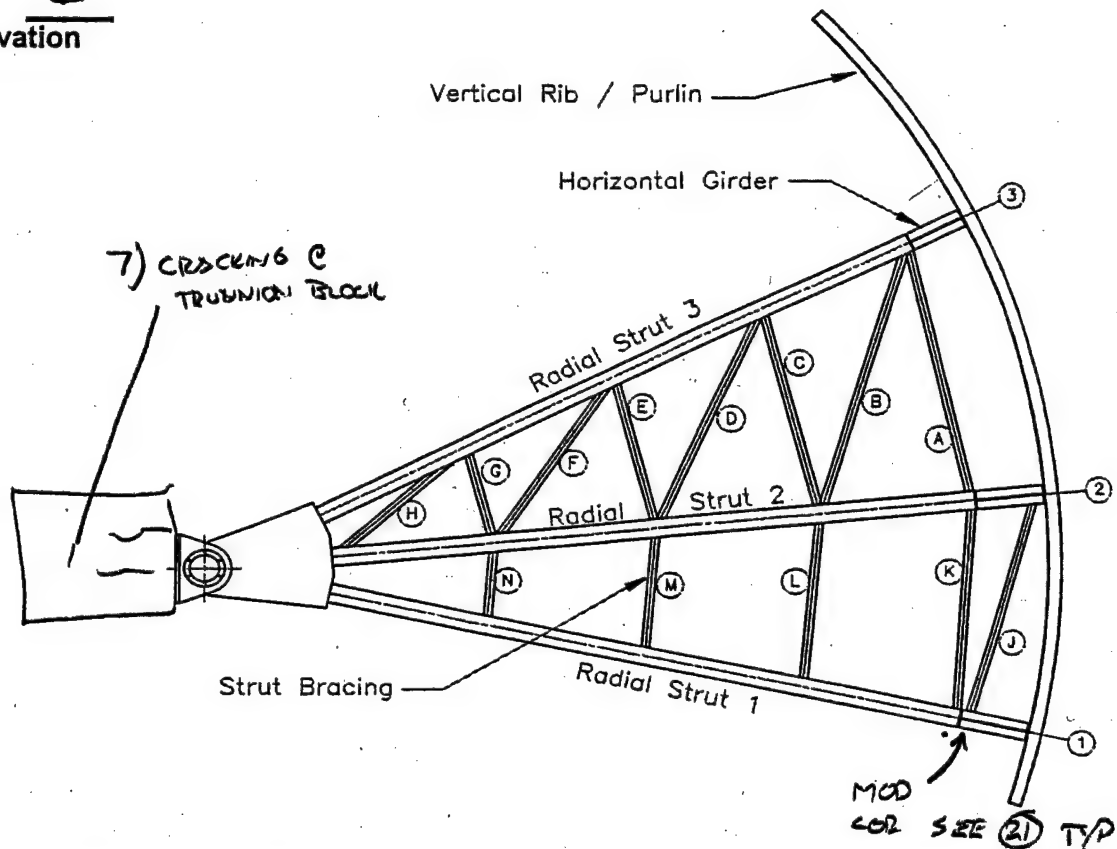 vation
Vertical Rib / Purlin
Horizontal Girder
3
7) CRACKING @
TRUNNION BLOCK
Radial Strut 3
C
E
D
B
A
G
F
2
H
Radial Strut 2
N
M
L
K
J
Strut Bracing
Radial Strut 1
1
MOD
COR SEE 21 TYP